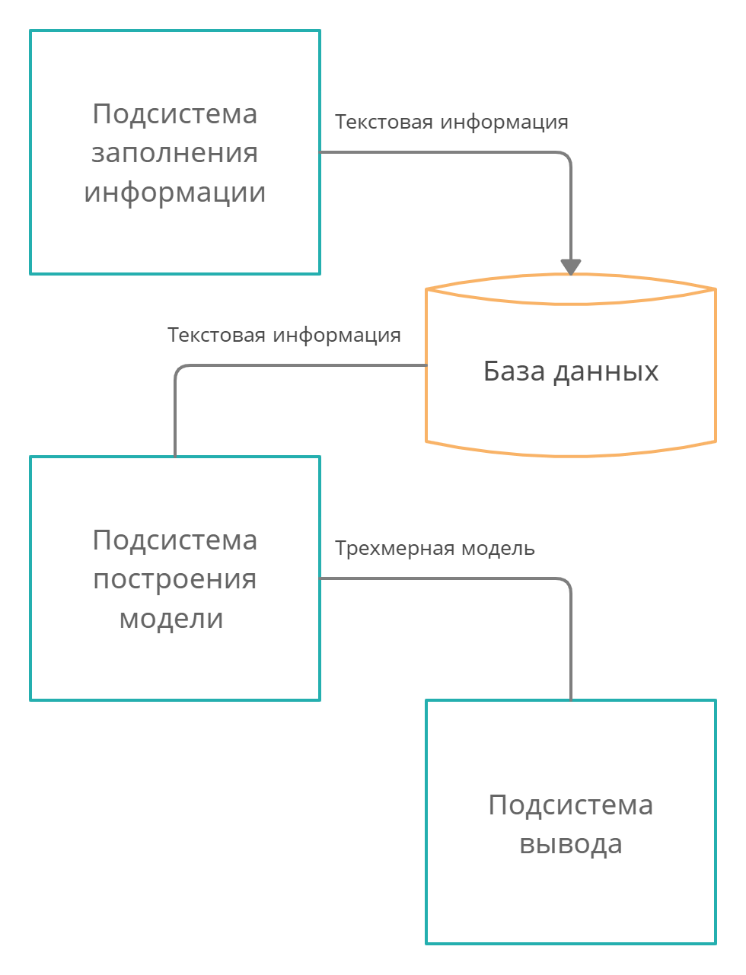 Подсистема
заполнения
информации
Текстовая информация
Текстовая информация
База данных
Подсистема
построения
модели
Трехмерная модель
Подсистема
вывода